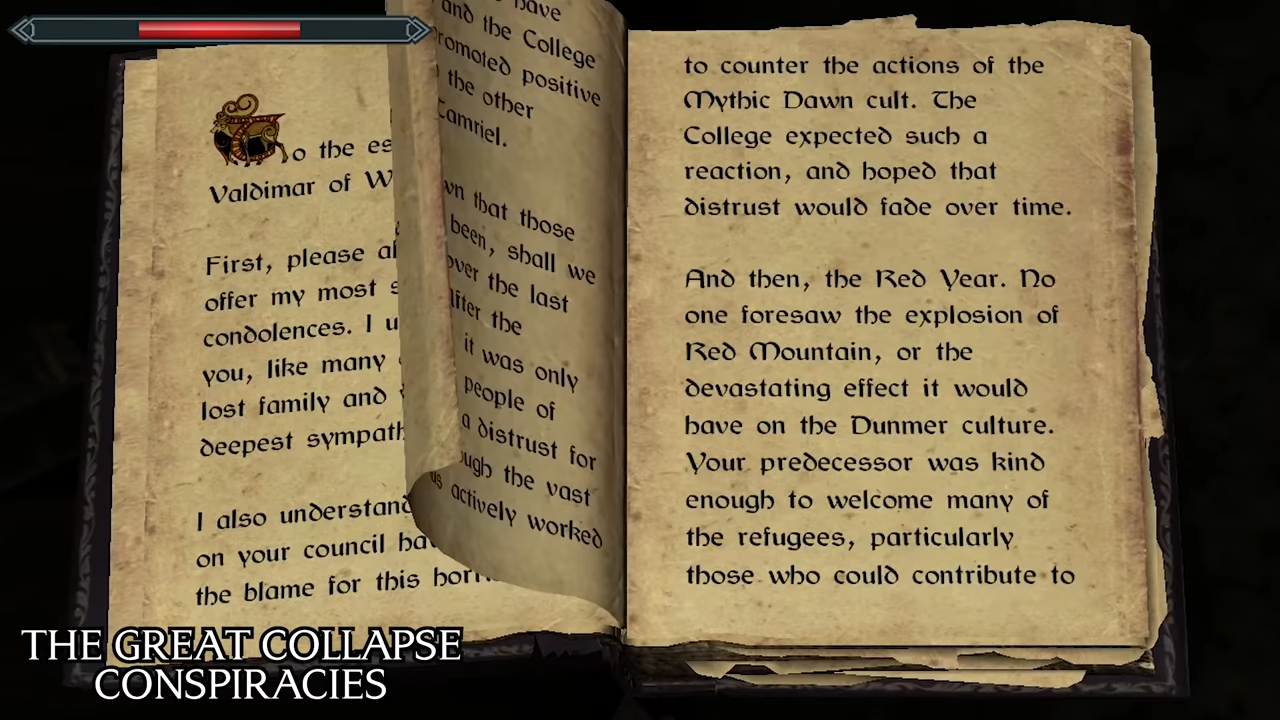 o the es
Valdimar of W
First, please al
offer my most s
condolences. I u
you, like many
lost family and
deepest sympath
I also understand
on your council ha
the blame for this horr
have
and the College
promoted positive
the other
Tamriel.
wn that those
been, shall we
over the last
After the
it was only
people of
a distrust for
ough the vast
us actively worked
to counter the actions of the
Mythic Dawn cult. The
College expected such a
reaction, and hoped that
distrust would fade over time.
And then, the Red Year. No
one foresaw the explosion of
Red Mountain, or the
devastating effect it would
have on the Dunmer culture.
Your predecessor was kind
enough to welcome many of
the refugees, particularly
those who could contribute to
THE GREAT COLLAPSE
CONSPIRACIES